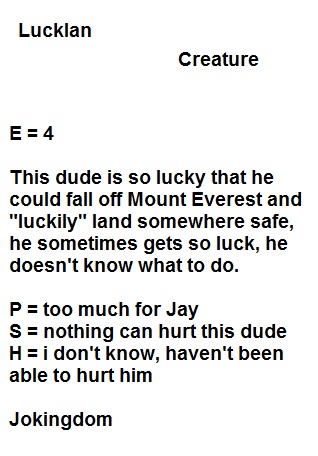 Lucklan
Creature
E = 4
This dude is so lucky that he
could fall off Mount Everest and
"luckily" land somewhere safe,
he sometimes gets so luck, he
doesn't know what to do.
P = too much for Jay
S = nothing can hurt this dude
H = i don't know, haven't been
able to hurt him
Jokingdom